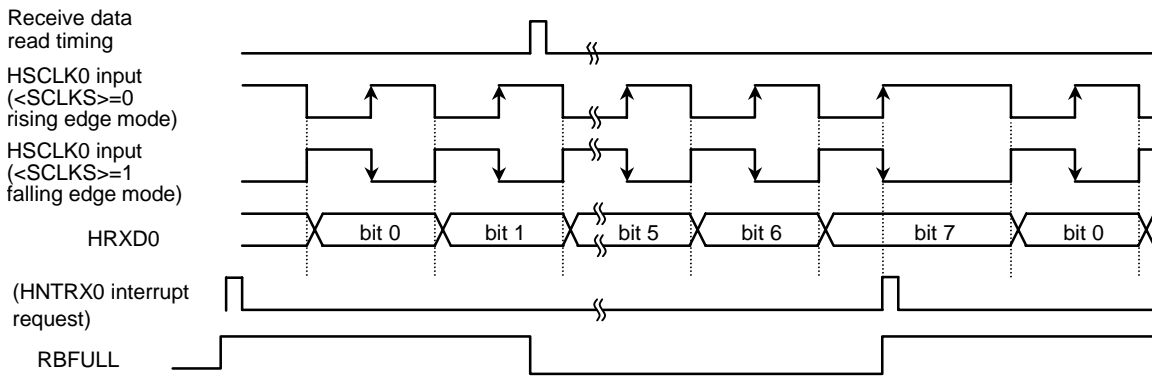 Receive data
read timing
HSCLK0 input
(<SCLKS>=0
rising edge mode)
HSCLK0 input
(<SCLKS>=1
falling edge mode)
HRXD0
bit 0
bit 1
bit 5
bit 6
bit 7
bit 0
(HNTRX0 interrupt
request)
RBFULL